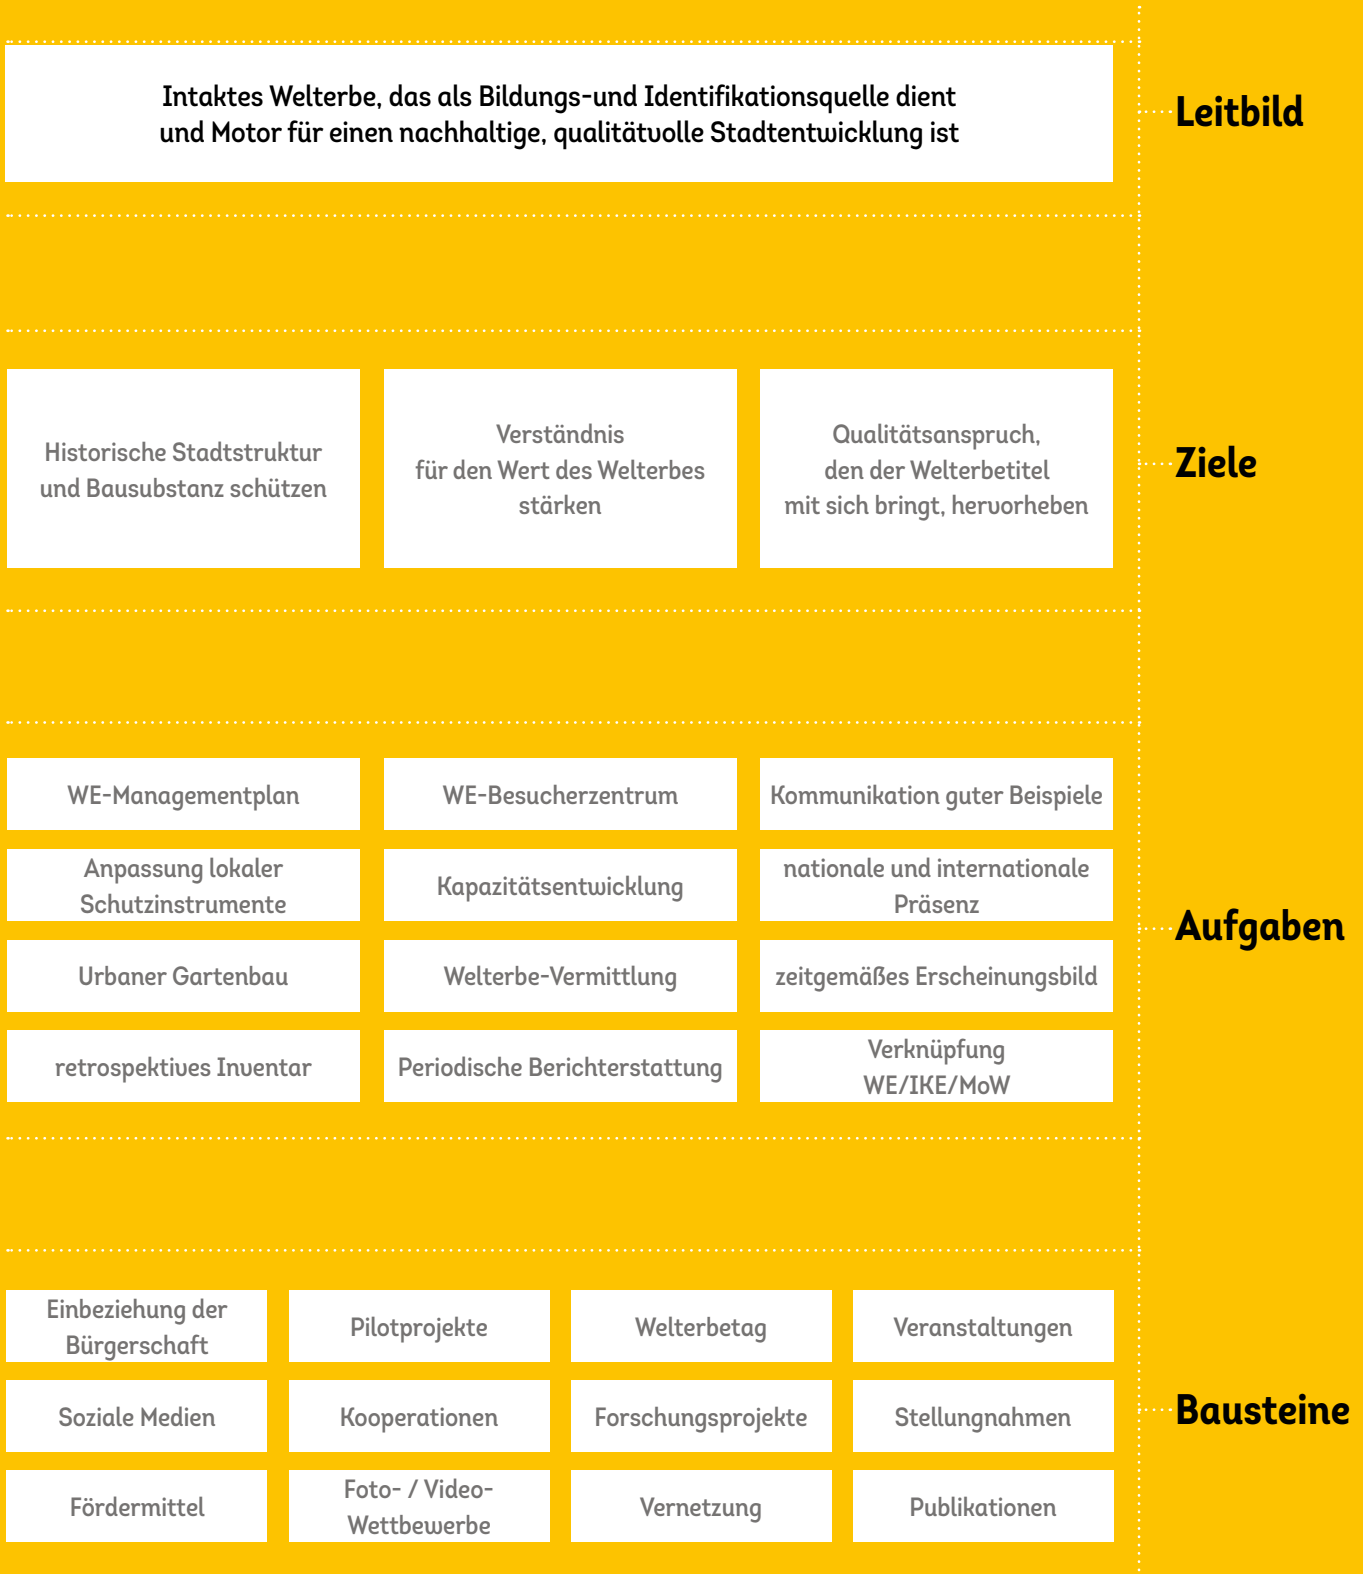 Intaktes Welterbe, das als Bildungs-und Identifikationsquelle dient
und Motor für einen nachhaltige, qualitätvolle Stadtentwicklung ist
Leitbild
Historische Stadtstruktur
und Bausubstanz schützen
Verständnis
für den Wert des Welterbes
stärken
Qualitätsanspruch,
den der Welterbetitel
mit sich bringt, hervorheben
Ziele
WE-Managementplan
WE-Besucherzentrum
Kommunikation guter Beispiele
Anpassung lokaler
Schutzinstrumente
Kapazitätsentwicklung
nationale und internationale
Präsenz
Urbaner Gartenbau
Welterbe-Vermittlung
zeitgemäßes Erscheinungsbild
retrospektives Inventar
Periodische Berichterstattung
Verknüpfung
WE/IKE/MoW
Aufgaben
Einbeziehung der
Bürgerschaft
Pilotprojekte
Welterbetag
Veranstaltungen
Soziale Medien
Kooperationen
Forschungsprojekte
Stellungnahmen
Fördermittel
Foto- / Video-
Wettbewerbe
Vernetzung
Publikationen
Bausteine